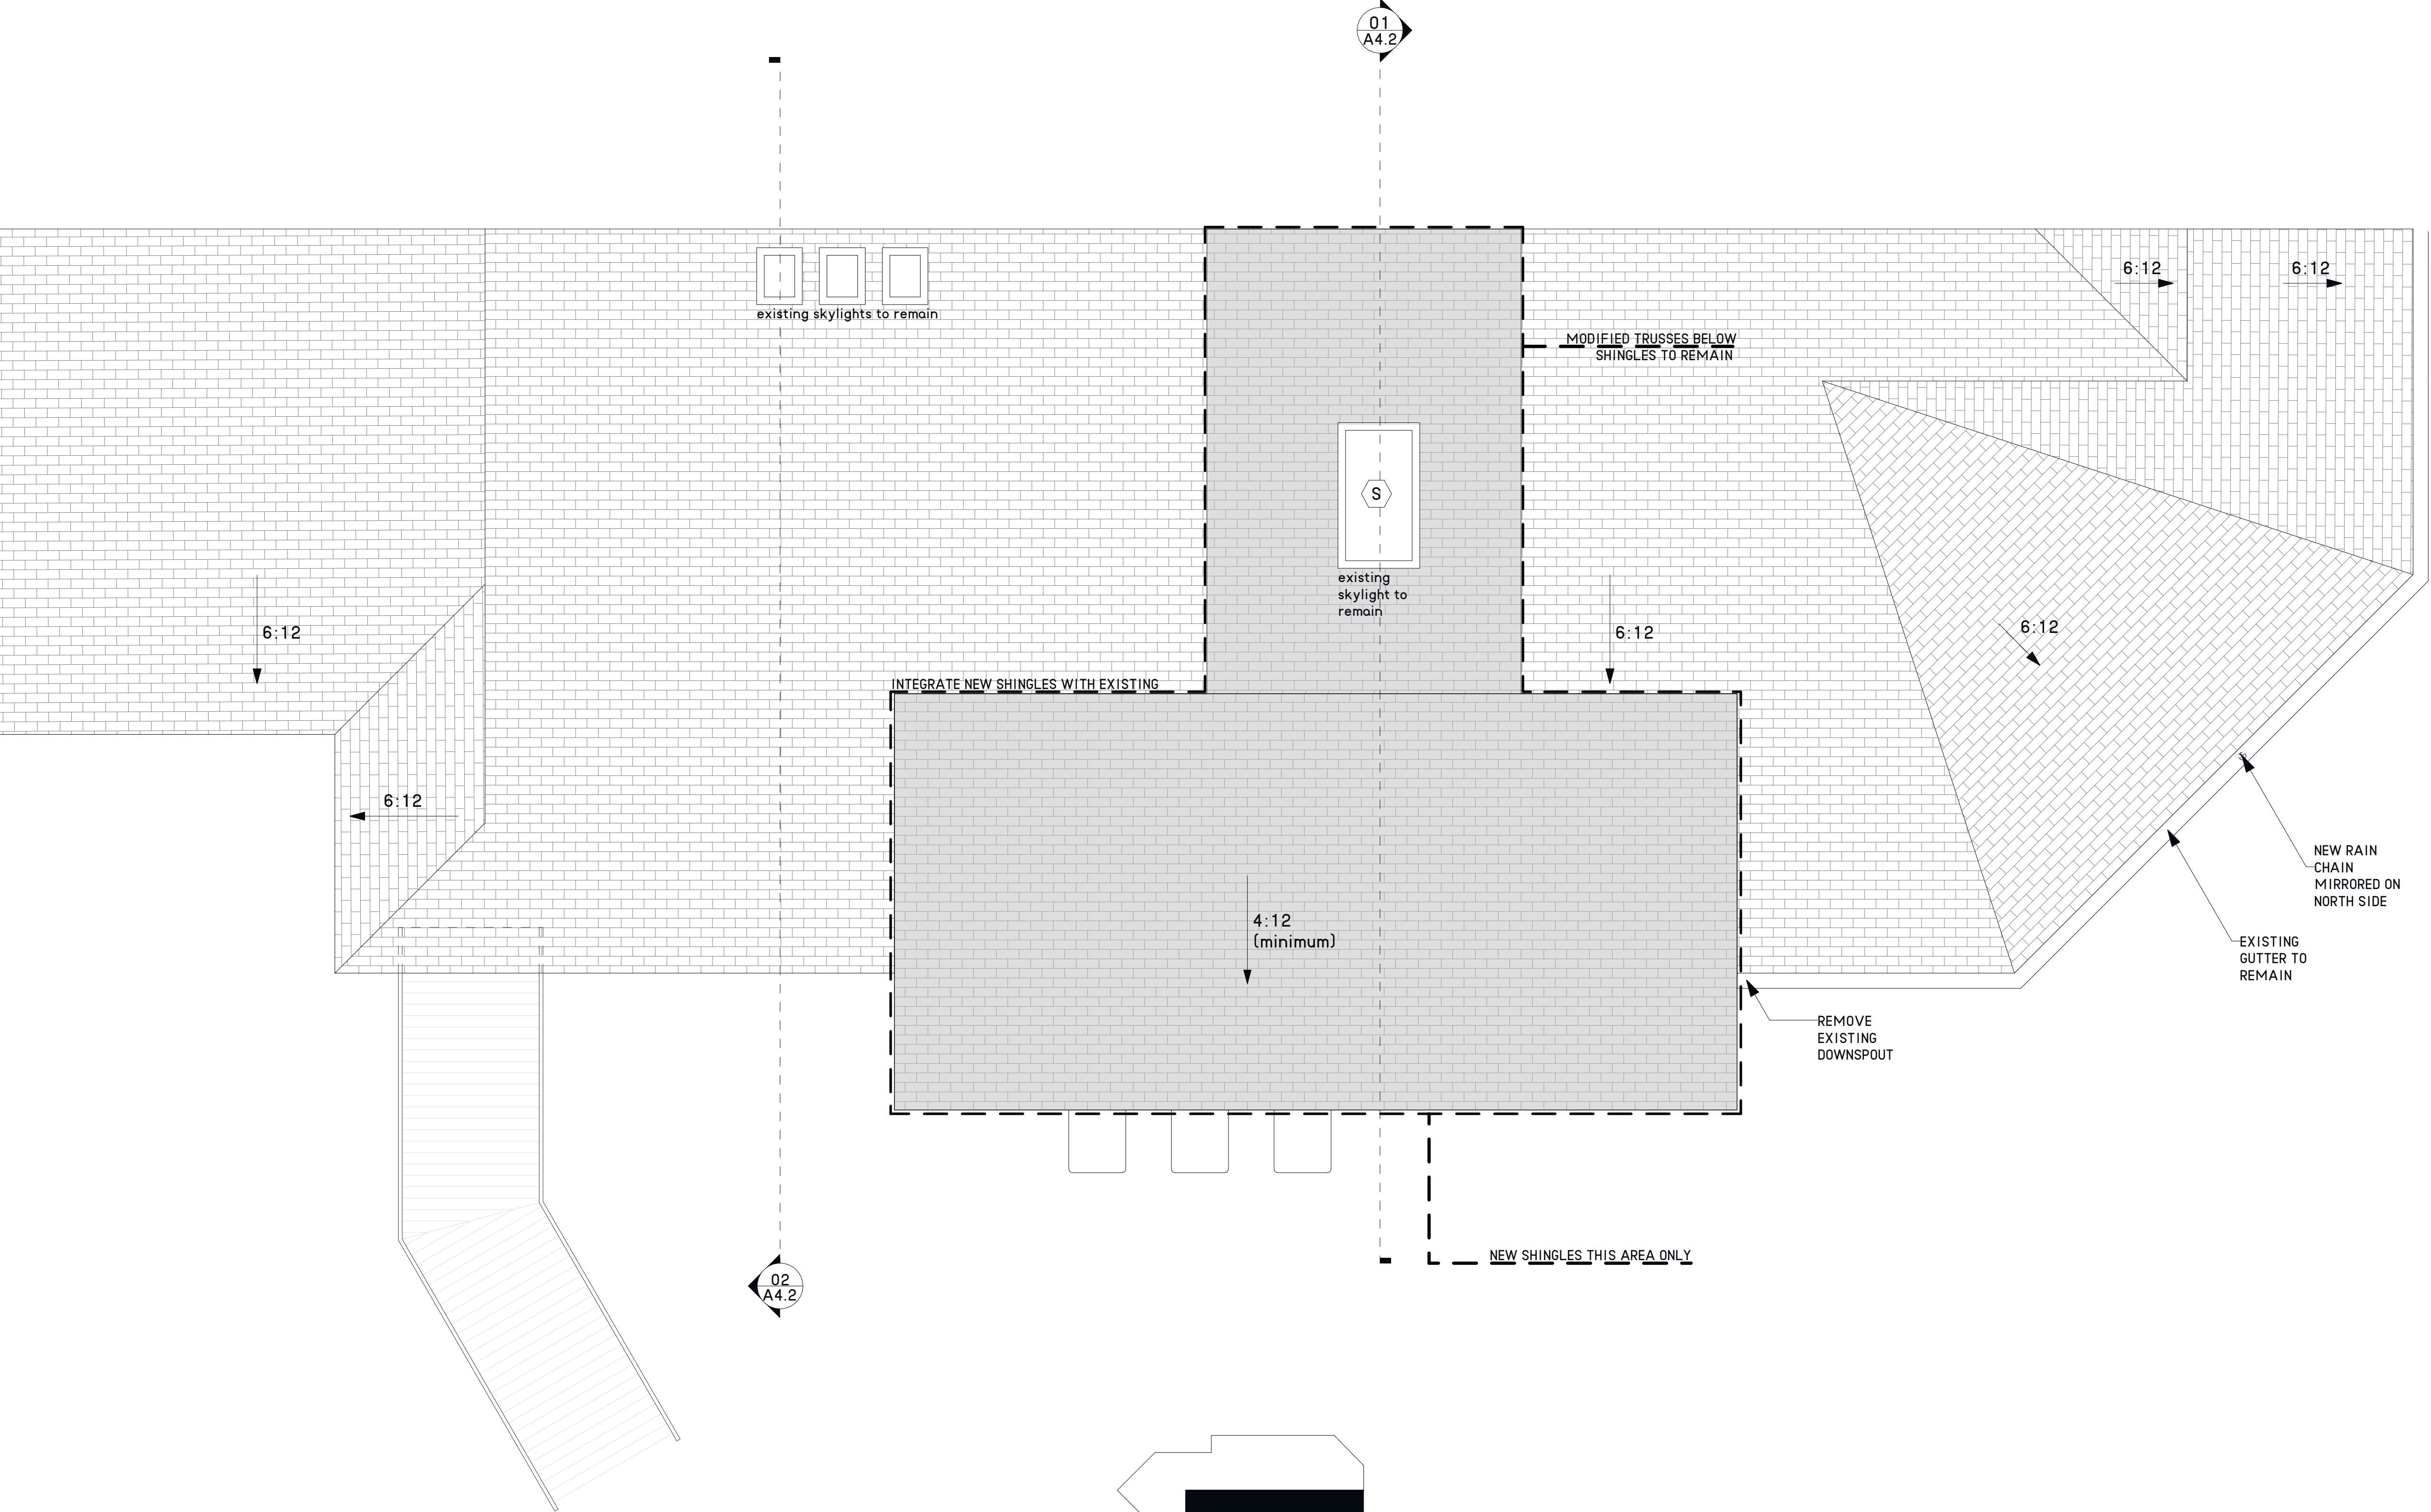 01
A4.2
6:12
6:12
existing skylights to remain
MODIFIED TRUSSES BELOW
SHINGLES TO REMAIN
S
existing
skylight to
remain
6:12
6:12
6:12
INTEGRATE NEW SHINGLES WITH EXISTING
6:12
NEW RAIN
CHAIN
MIRRORED ON
NORTH SIDE
4:12
(minimum)
EXISTING
GUTTER TO
REMAIN
REMOVE
EXISTING
DOWNSPOUT
NEW SHINGLES THIS AREA ONLY
02
A4.2